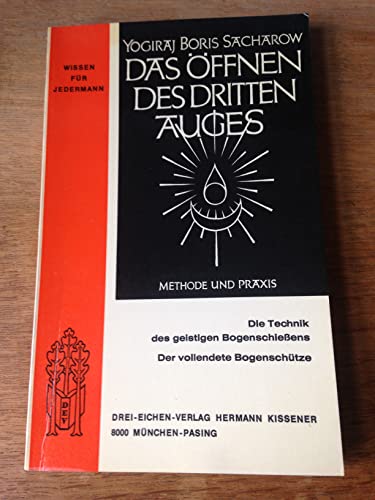 WISSEN
FÜR
JEDERMANN
YOGIRAJ BORIS SACHAROW
DAS ÖFFNEN
DES DRITTEN
AUGES
METHODE UND PRAXIS
Die Technik
des geistigen Bogenschießens
Der vollendete Bogenschütze
DREI-EICHEN-VERLAG HERMANN KISSENER
8000 MÜNCHEN-PASING
DEV